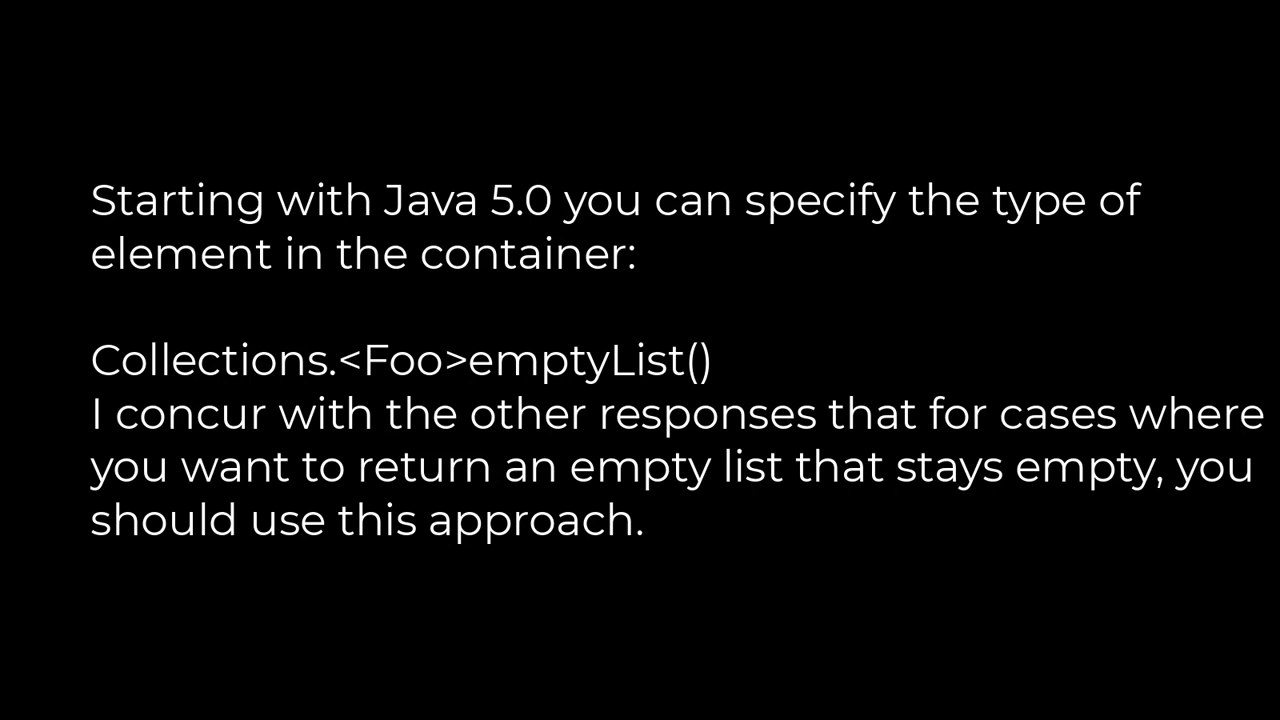 Starting with Java 5.0 you can specify the type of
element in the container:
Collections.<Foo>emptyList()
I concur with the other responses that for cases where
you want to return an empty list that stays empty, you
should use this approach.